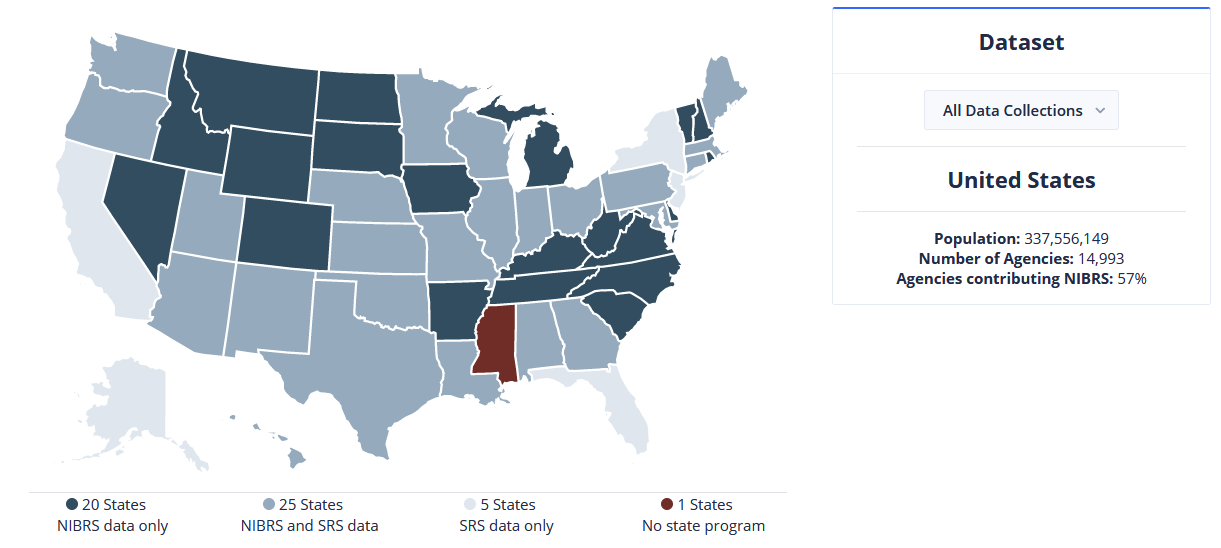 Dataset
All Data Collections
United States
Population: 337,556,149
Number of Agencies: 14,993
Agencies contributing NIBRS: 57%
20 States
NIBRS data only
25 States
NIBRS and SRS data
5 States
SRS data only
1 States
No state program